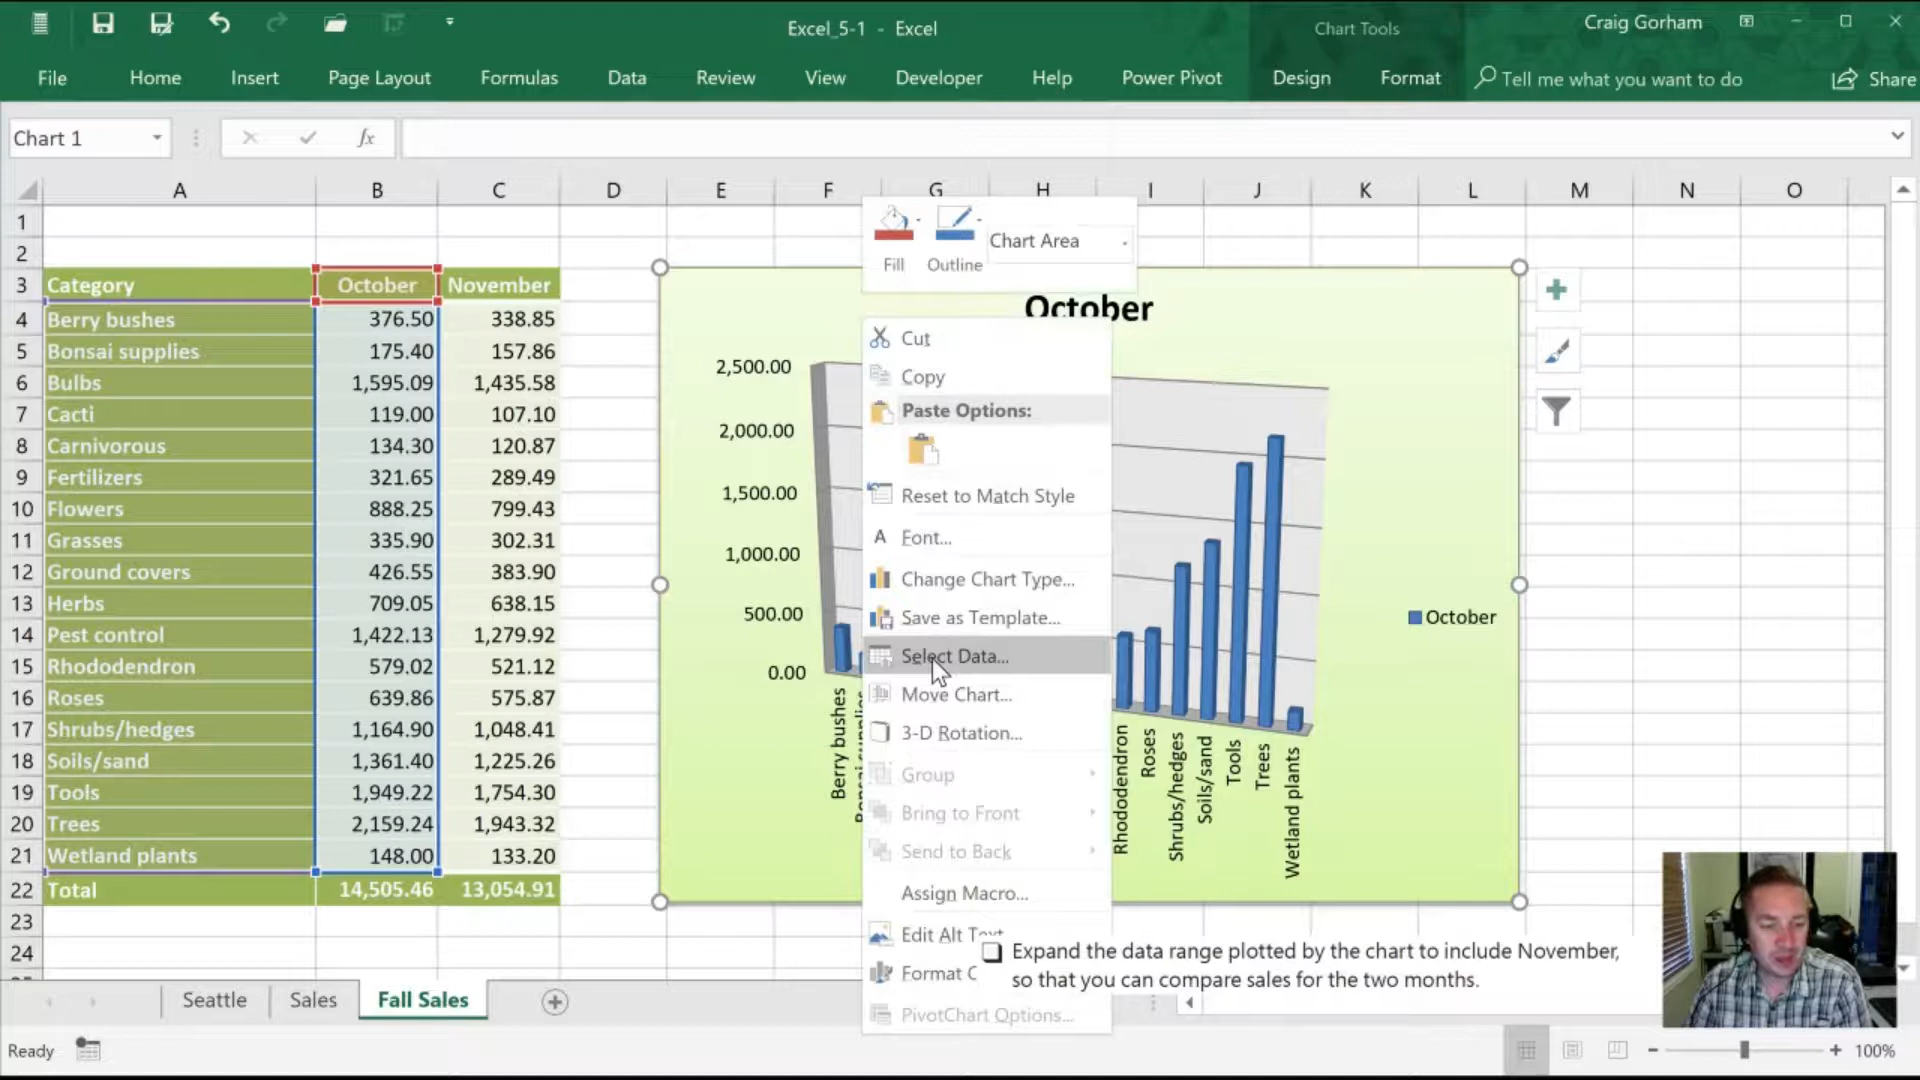 Excel_5-1 - Excel
Chart Tools
Craig Gorham
File Home Insert Page Layout Formulas Data Review View Developer Help Power Pivot Design Format Tell me what you want to do Share
Chart 1
fx
A B C D E F G H I J K L M N O
1
2
3 Category October November
4 Berry bushes 376.50 338.85
5 Bonsai supplies 175.40 157.86
6 Bulbs 1,595.09 1,435.58
7 Cacti 119.00 107.10
8 Carnivorous 134.30 120.87
9 Fertilizers 321.65 289.49
10 Flowers 888.25 799.43
11 Grasses 335.90 302.31
12 Ground covers 426.55 383.90
13 Herbs 709.05 638.15
14 Pest control 1,422.13 1,279.92
15 Rhododendron 579.02 521.12
16 Roses 639.86 575.87
17 Shrubs/hedges 1,164.90 1,048.41
18 Soils/sand 1,361.40 1,225.26
19 Tools 1,949.22 1,754.30
20 Trees 2,159.24 1,943.32
21 Wetland plants 148.00 133.20
22 Total 14,505.46 13,054.91
23
24
Fill Outline
Chart Area
October
2,500.00
2,000.00
1,500.00
1,000.00
500.00
0.00
Berry bushes
Rhododendron
Roses
Shrubs/hedges
Soils/sand
Tools
Trees
Wetland plants
October
Cut
Copy
Paste Options:
Reset to Match Style
A Font...
Change Chart Type...
Save as Template...
Select Data...
Move Chart...
3-D Rotation...
Group
Bring to Front
Send to Back
Assign Macro...
Edit Alt
Format
PivotChart Options...
Expand the data range plotted by the chart to include November,
so that you can compare sales for the two months.
Seattle Sales Fall Sales
Ready
100%